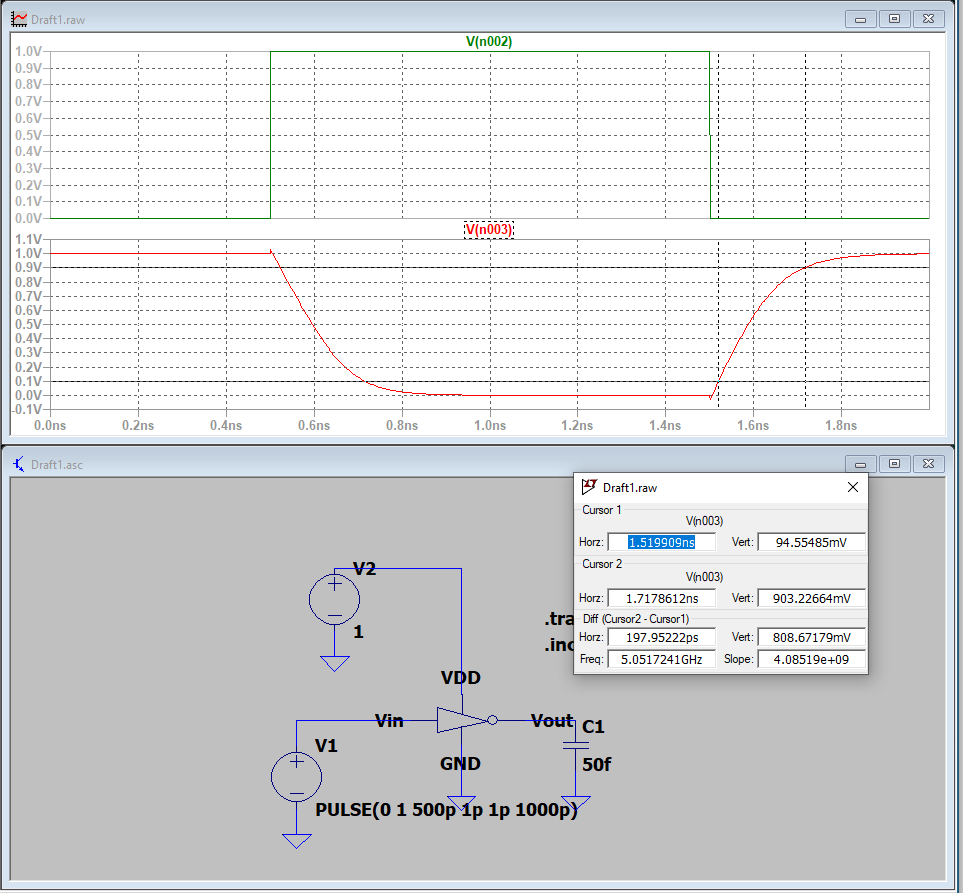 Draft1.raw
V(n002)
1.0V
0.9V
0.8V
0.7V
0.6V
0.5V
0.4V
0.3V
0.2V
0.1V
0.0V
V(n003)
1.1V
1.0V
0.9V
0.8V
0.7V
0.6V
0.5V
0.4V
0.3V
0.2V
0.1V
0.0V
-0.1V
0.0ns 0.2ns 0.4ns 0.6ns 0.8ns 1.0ns 1.2ns 1.4ns 1.6ns 1.8ns
Draft1.asc
V2
1
.tra
.inc
VDD
Vin
Vout
C1
50f
V1
GND
PULSE(0 1 500p 1p 1p 1000p)
Draft1.raw
Cursor 1
V(n003)
Horz: 1.519909ns Vert: 94.55485mV
Cursor 2
V(n003)
Horz: 1.7178612ns Vert: 903.22664mV
Diff (Cursor2 - Cursor1)
Horz: 197.95222ps Vert: 808.67179mV
Freq: 5.0517241GHz Slope: 4.08519e+09